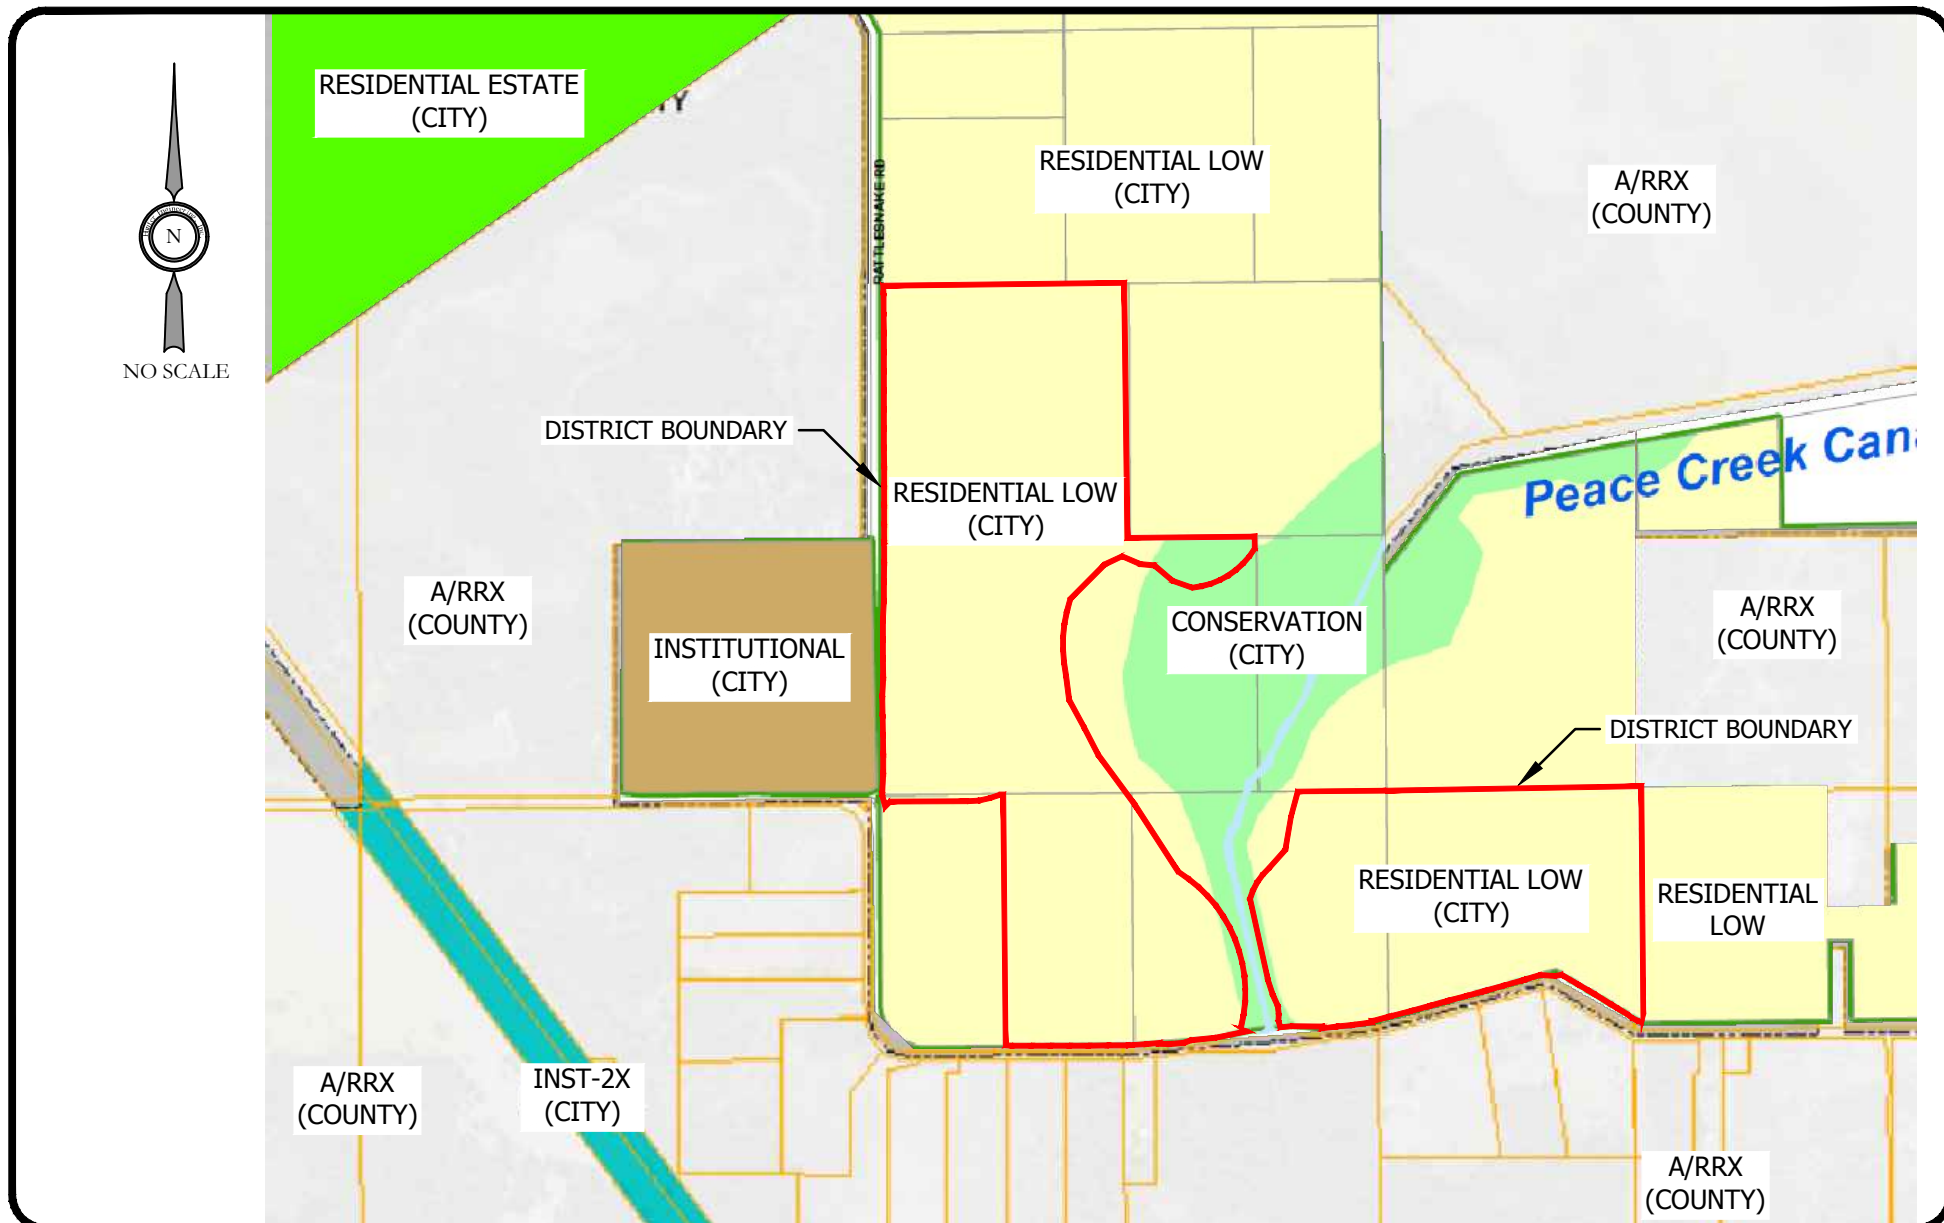 RESIDENTIAL ESTATE
(CITY)
RESIDENTIAL LOW
(CITY)
A/RRX
(COUNTY)
RATTLESNAKE RD
N
NO SCALE
DISTRICT BOUNDARY
RESIDENTIAL LOW
(CITY)
Peace Creek Can
A/RRX
(COUNTY)
INSTITUTIONAL
(CITY)
CONSERVATION
(CITY)
A/RRX
(COUNTY)
DISTRICT BOUNDARY
RESIDENTIAL LOW
(CITY)
RESIDENTIAL
LOW
A/RRX
(COUNTY)
INST-2X
(CITY)
A/RRX
(COUNTY)